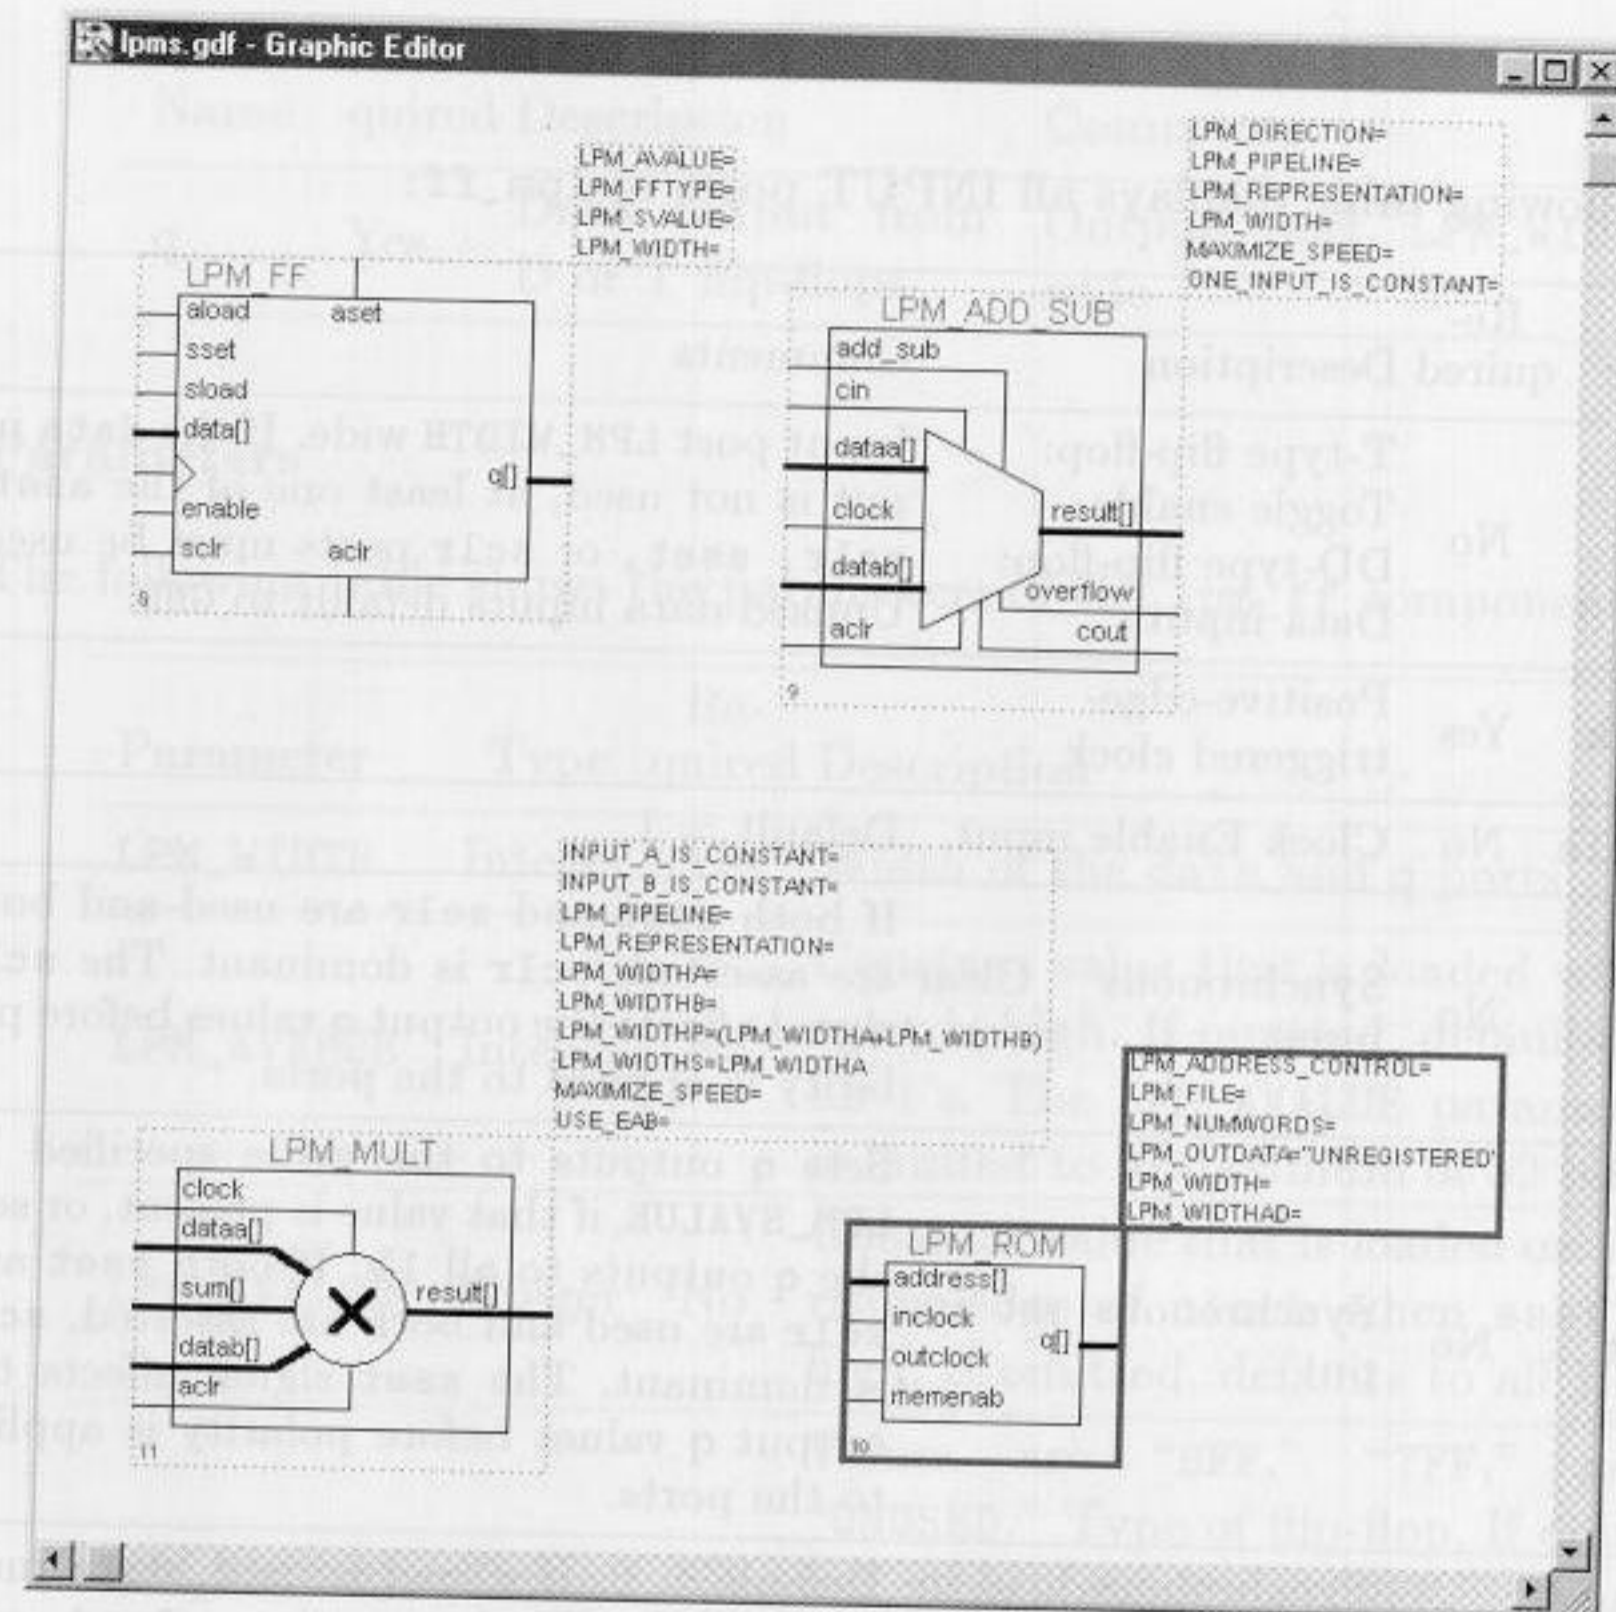 lpms.gdf - Graphic Editor
LPM_AVALUE=
LPM_FFTYPE=
LPM_SVALUE=
LPM_WIDTH=
LPM_FF
aload
aset
sset
sload
data[]
q[]
enable
sclr
aclr
8
LPM_DIRECTION=
LPM_PIPELINE=
LPM_REPRESENTATION=
LPM_WIDTH=
MAXIMIZE_SPEED=
ONE_INPUT_IS_CONSTANT=
LPM_ADD_SUB
add_sub
cin
dataa[]
clock
result[]
datab[]
overflow
aclr
cout
9
INPUT_A_IS_CONSTANT=
INPUT_B_IS_CONSTANT=
LPM_PIPELINE=
LPM_REPRESENTATION=
LPM_WIDTHA=
LPM_WIDTHB=
LPM_WIDTHP=(LPM_WIDTHA+LPM_WIDTHB)
LPM_WIDTHS=LPM_WIDTHA
MAXIMIZE_SPEED=
USE_EAB=
LPM_MULT
clock
dataa[]
sum[]
result[]
datab[]
aclr
11
LPM_ADDRESS_CONTROL=
LPM_FILE=
LPM_NUMWORDS=
LPM_OUTDATA="UNREGISTERED"
LPM_WIDTH=
LPM_WIDTHAD=
LPM_ROM
address[]
inclock
q[]
outclock
memenab
10